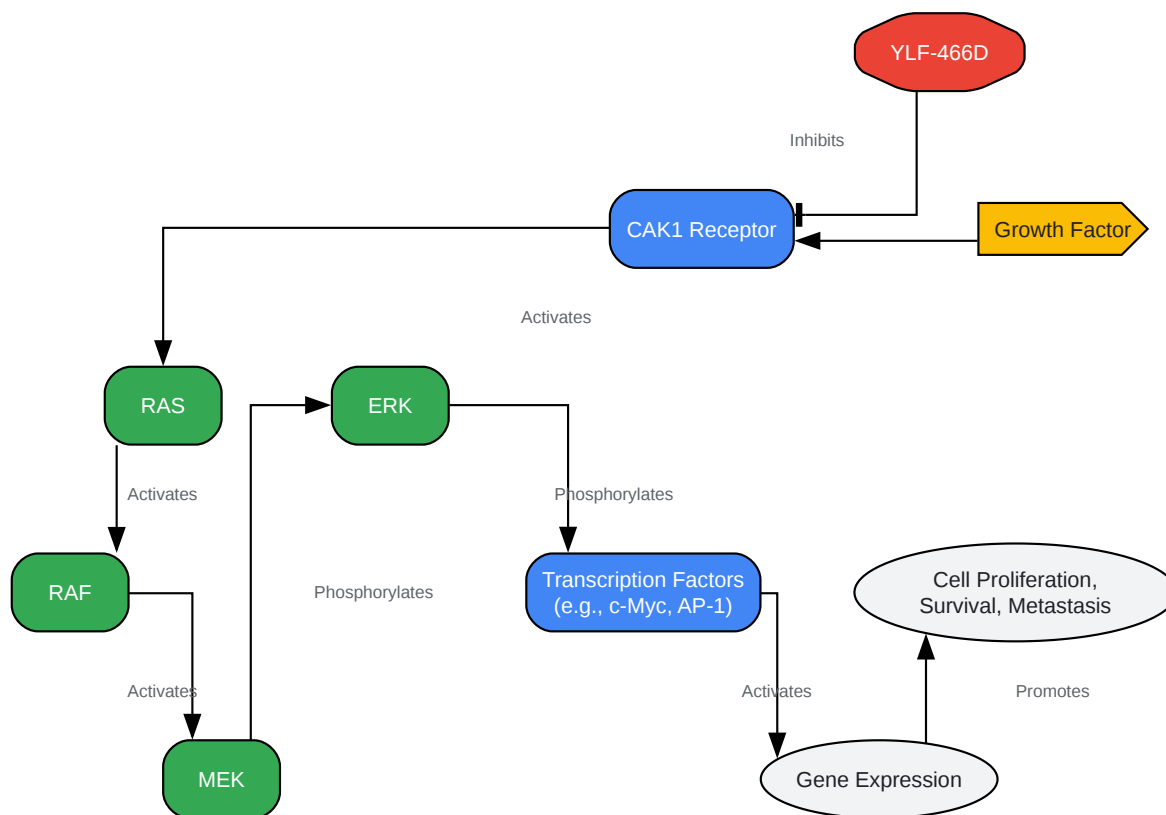 YLF-466D
Inhibits
CAK1 Receptor
Growth Factor
Activates
RAS
ERK
Activates
Phosphorylates
RAF
Phosphorylates
Transcription Factors
(e.g., c-Myc, AP-1)
Cell Proliferation,
Survival, Metastasis
Activates
Activates
Promotes
MEK
Gene Expression